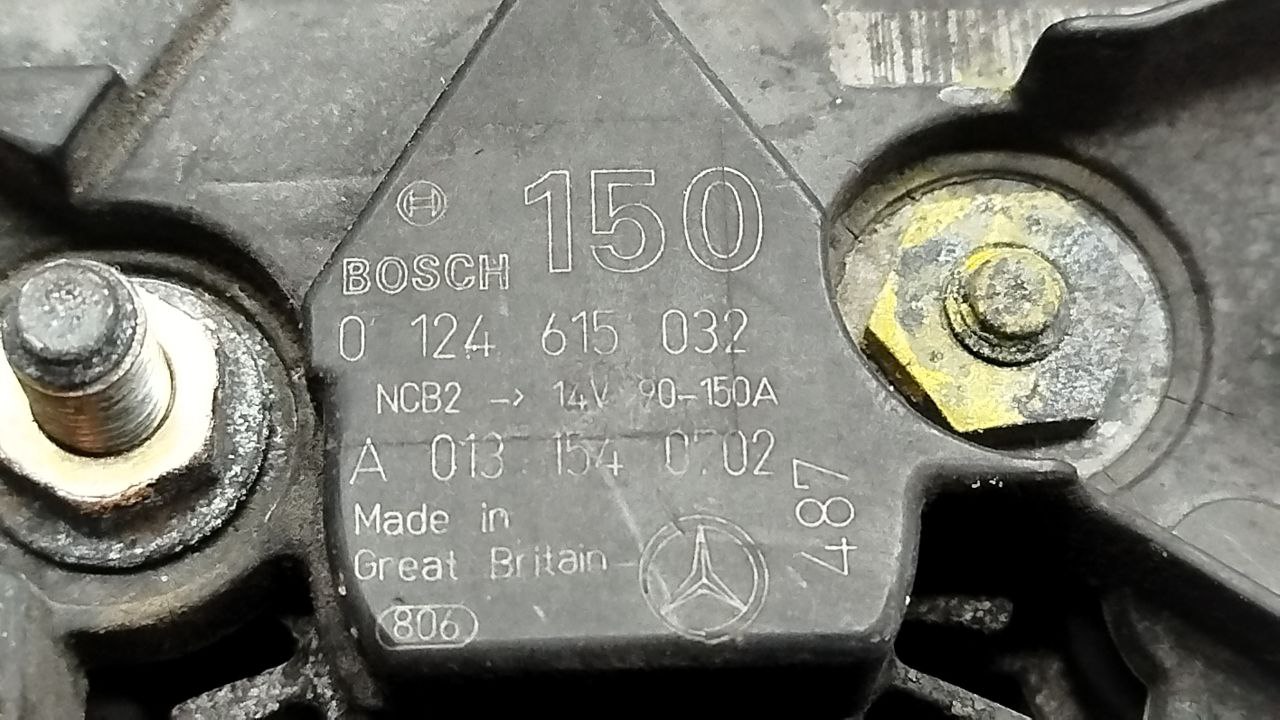 150
BOSCH
0 124 615 032
NCB2 -> 14V 90-150A
A 013 154 0702
487
Made in
Great Britain
806